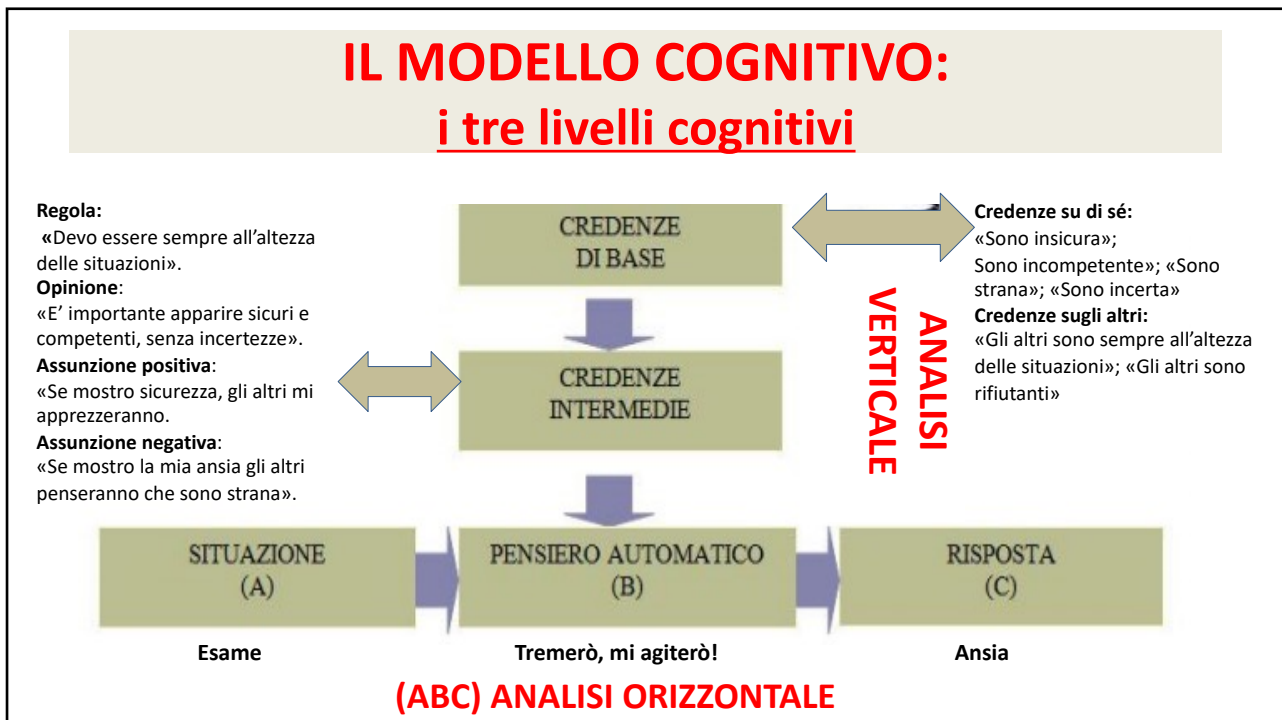 IL MODELLO COGNITIVO:
i tre livelli cognitivi
Regola:
«Devo essere sempre all’altezza
delle situazioni».
Opinione:
«E’ importante apparire sicuri e
competenti, senza incertezze».
Assunzione positiva:
«Se mostro sicurezza, gli altri mi
apprezzeranno.
Assunzione negativa:
«Se mostro la mia ansia gli altri
penseranno che sono strana».
CREDENZE
DI BASE
CREDENZE
INTERMEDIE
ANALISI
VERTICALE
Credenze su di sé:
«Sono insicura»;
Sono incompetente»; «Sono
strana»; «Sono incerta»
Credenze sugli altri:
«Gli altri sono sempre all’altezza
delle situazioni»; «Gli altri sono
rifiutanti»
SITUAZIONE
(A)
PENSIERO AUTOMATICO
(B)
RISPOSTA
(C)
Esame
Tremerò, mi agiterò!
Ansia
(ABC) ANALISI ORIZZONTALE